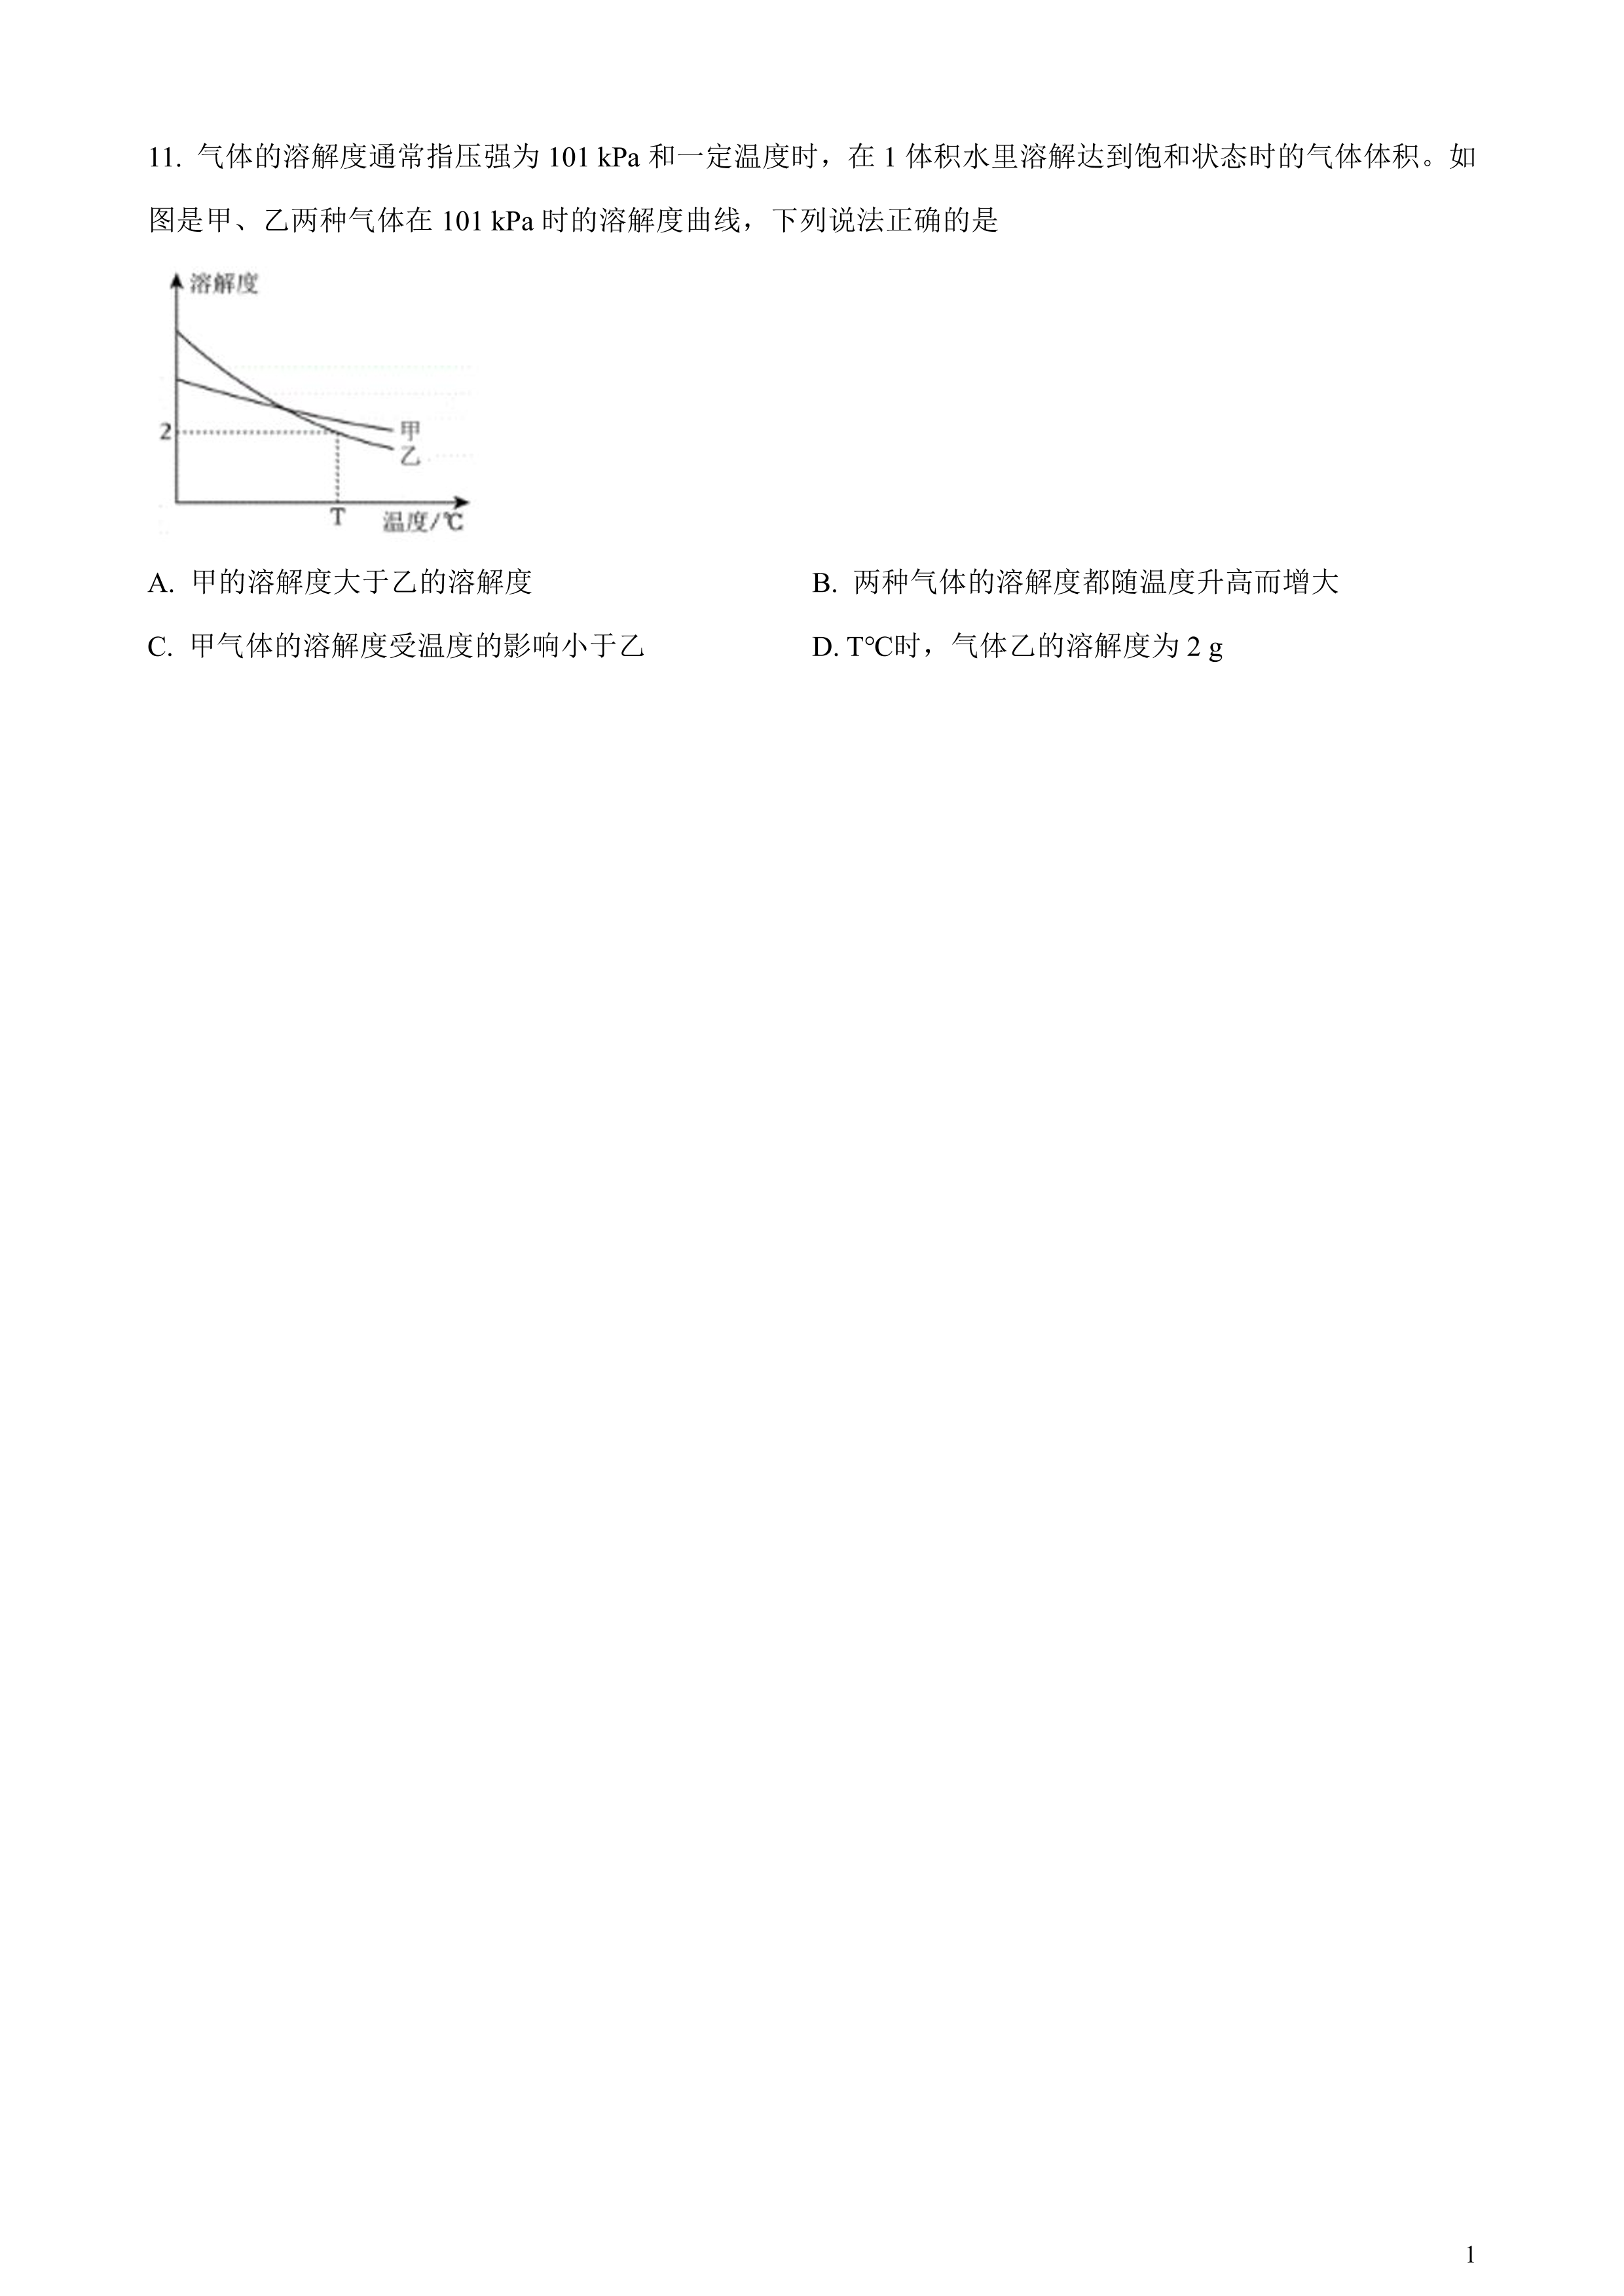 11. 气体的溶解度通常指压强为 101 kPa 和一定温度时，在 1 体积水里溶解达到饱和状态时的气体体积。如
图是甲、乙两种气体在 101 kPa 时的溶解度曲线，下列说法正确的是
溶解度
2
甲
乙
T 温度/℃
A. 甲的溶解度大于乙的溶解度 B. 两种气体的溶解度都随温度升高而增大
C. 甲气体的溶解度受温度的影响小于乙 D. T℃时，气体乙的溶解度为 2 g
1